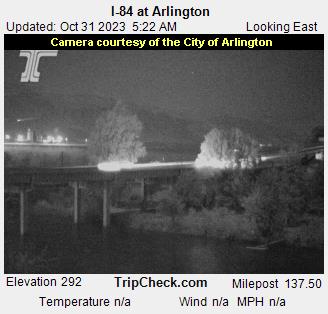 I-84 at Arlington
Updated: Oct 31 2023 5:22 AM Looking East
Camera courtesy of the City of Arlington
Elevation 292 TripCheck.com Milepost 137.50
Temperature n/a Wind n/a MPH n/a